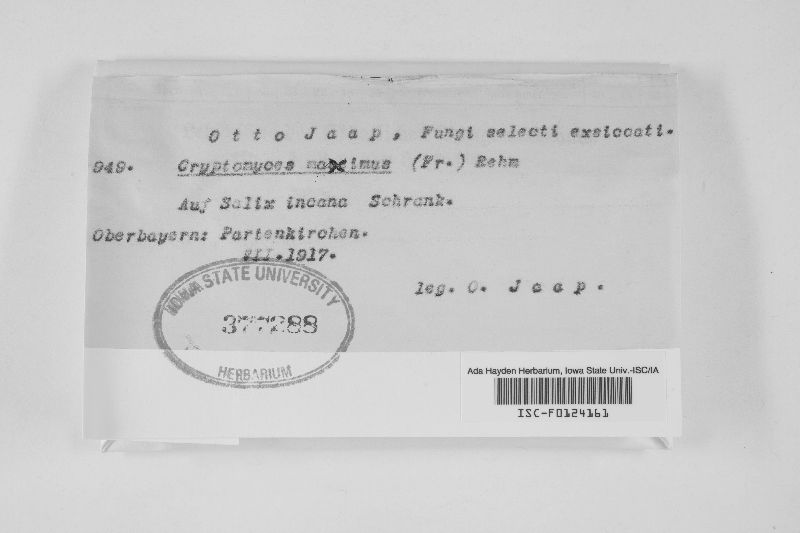 Otto Jaap, Fungi selecti exsiccati.
949. Cryptomyces maximus (Fr.) Rehm
Auf Salix incana Schrank.
Oberbayern: Partenkirchen.
VII.1917.
leg. O. Jaap.
IOWA STATE UNIVERSITY
377288
HERBARIUM
Ada Hayden Herbarium, Iowa State Univ.-ISC/IA
ISC-F0124161